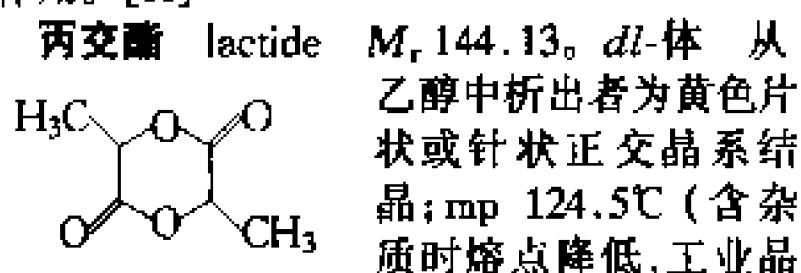 丙交酯 lactide Mr 144.13。dl-体 从
乙醇中析出者为黄色片
状或针状正交晶系结
晶;mp 124.5℃ (含杂
质时熔点降低,工业品
H₃C
O
O
O
O
CH₃